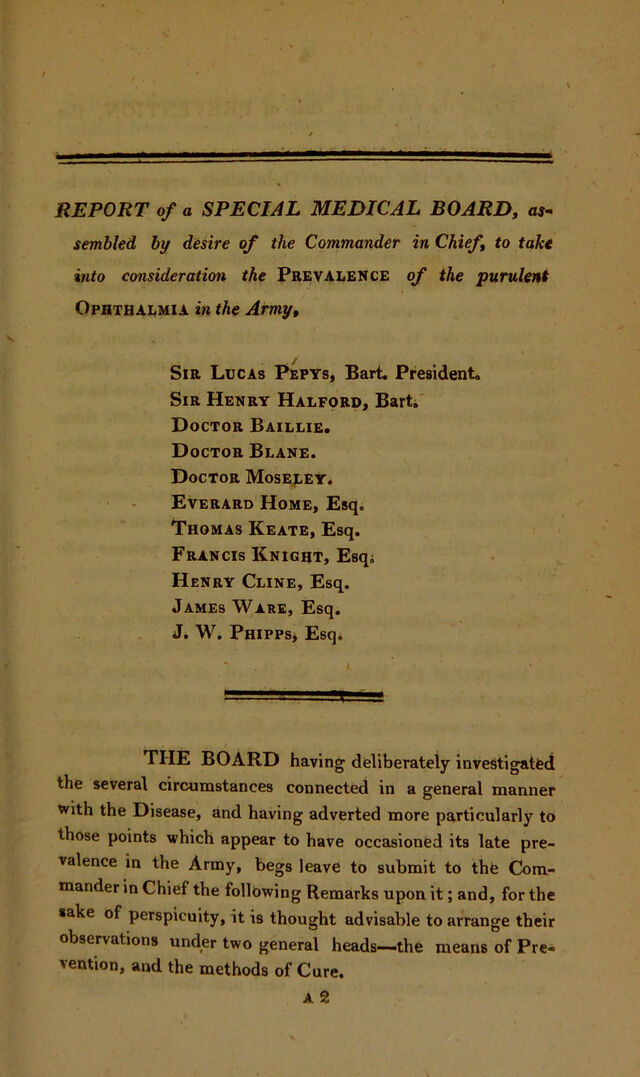 REPORT of a SPECIAL MEDICAL BOARD, as-
sembled by desire of the Commander in Chief, to take
into consideration the PREVALENCE of the purulent
OPHTHALMIA in the Army,
SIR LUCAS PEPYS, Bart. President.
SIR HENRY HALFORD, Bart.
DOCTOR BAILLIE.
DOCTOR BLANE.
DOCTOR MOSELEY.
EVERARD HOME, Esq.
THOMAS KEATE, Esq.
FRANCIS KNIGHT, Esq.
HENRY CLINE, Esq.
JAMES WARE, Esq.
J. W. PHIPPS, Esq.
THE BOARD having deliberately investigated
the several circumstances connected in a general manner
with the Disease, and having adverted more particularly to
those points which appear to have occasioned its late pre-
valence in the Army, begs leave to submit to the Com-
mander in Chief the following Remarks upon it; and, for the
sake of perspicuity, it is thought advisable to arrange their
observations under two general heads—the means of Pre-
vention, and the methods of Cure.
A 2